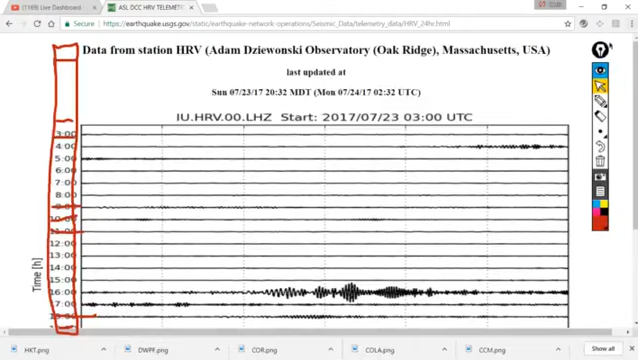 (1169) Live Dashboard
ASL DCC HRV TELEMET
Secure
https://earthquake.usgs.gov/static/earthquake-network-operations/Seismic_Data/telemetry_data/HRV_24hr.html
Data from station HRV (Adam Dziewonski Observatory (Oak Ridge), Massachusetts, USA)
last updated at
Sun 07/23/17 20:32 MDT (Mon 07/24/17 02:32 UTC)
IU.HRV.00.LHZ Start: 2017/07/23 03:00 UTC
Time [h]
3:00
4:00
5:00
6:00
7:00
8:00
9:00
10:00
11:00
12:00
13:00
14:00
15:00
16:00
17:00
18:00
HKT.png
DWPF.png
COR.png
COLA.png
CCM.png
Show all